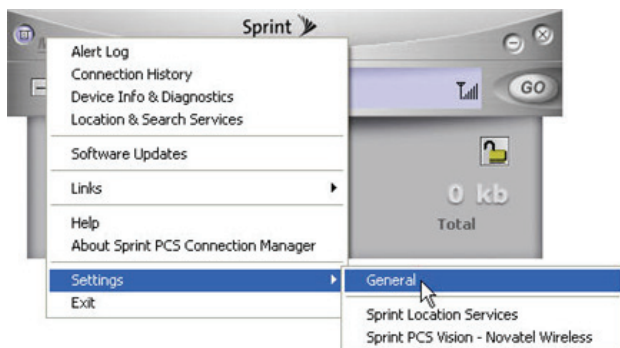 Sprint
Alert Log
Connection History
Device Info & Diagnostics
Location & Search Services
GO
Software Updates
Links
0 kb
Help
Total
About Sprint PCS Connection Manager
Settings
General
Exit
Sprint Location Services
Sprint PCS Vision - Novatel Wireless